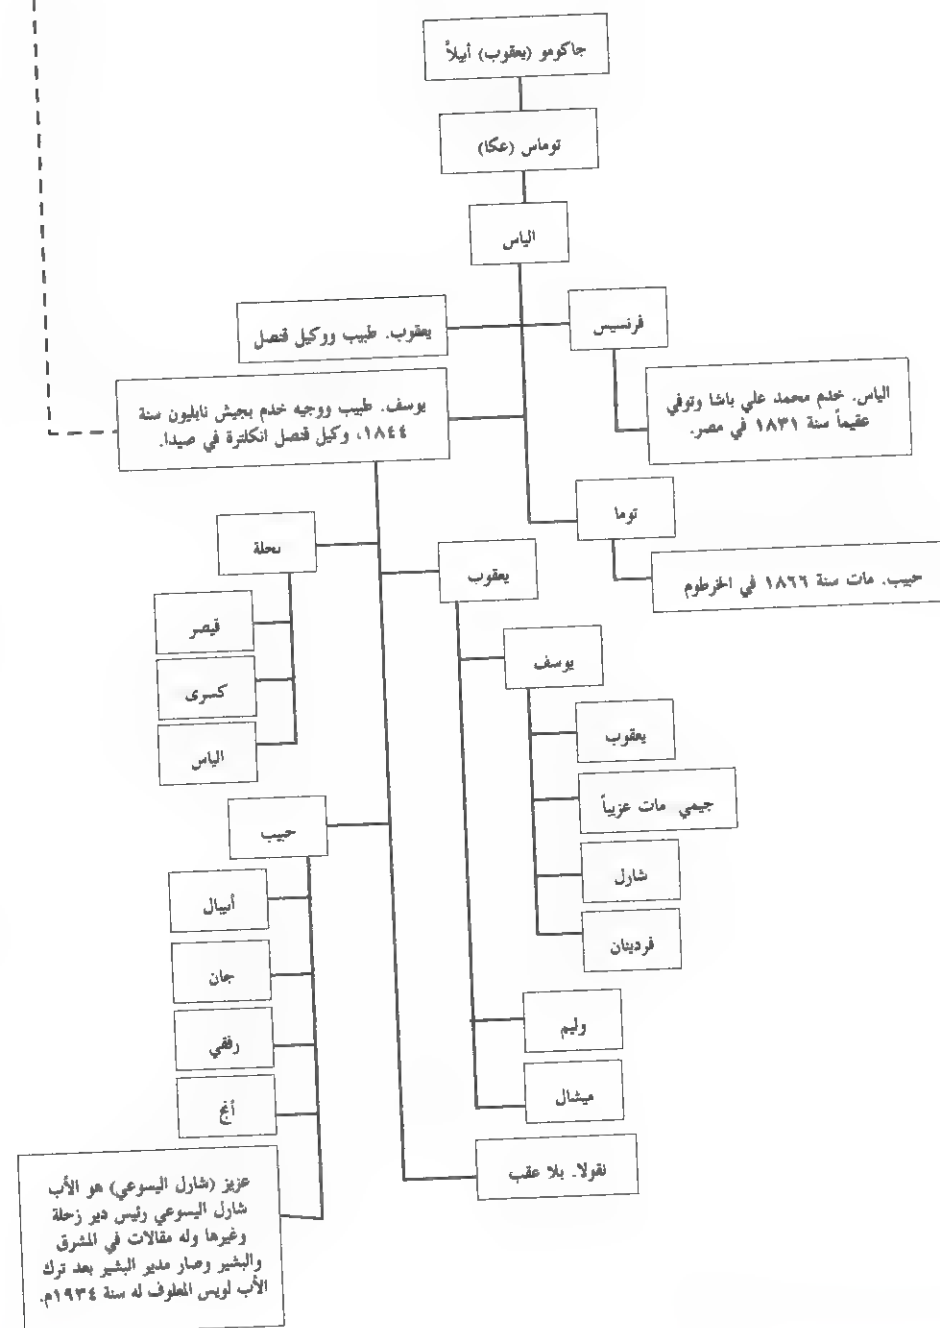 جاكومو (يعقوب) أبيلاً
توماس (عكا)
الياس
فرنسيس
يعقوب. طبيب ووكيل قنصل
الياس. خدم محمد علي باشا وتوفي
عقيماً سنة ١٨٣١ في مصر.
يوسف. طبيب ووجيه خدم بجيش نابليون سنة
١٨٤٤، وكيل قنصل انكلترة في صيدا.
توما
حبيب. مات سنة ١٨٦٦ في الخرطوم
نحلة
قيصر
كسرى
الياس
يعقوب
يوسف
يعقوب
جيمي مات عزيباً
شارل
فردينان
وليم
ميشال
حبيب
أنيبال
جان
رفقي
أنج
عزيز (شارل اليسوعي) هو الأب
شارل اليسوعي رئيس دير زحلة
وغيرها وله مقالات في المشرق
والبشير وصار مدير البشير بعد ترك
الأب لويس المعلوف له سنة ١٩٣٤م.
نقولا. بلا عقب